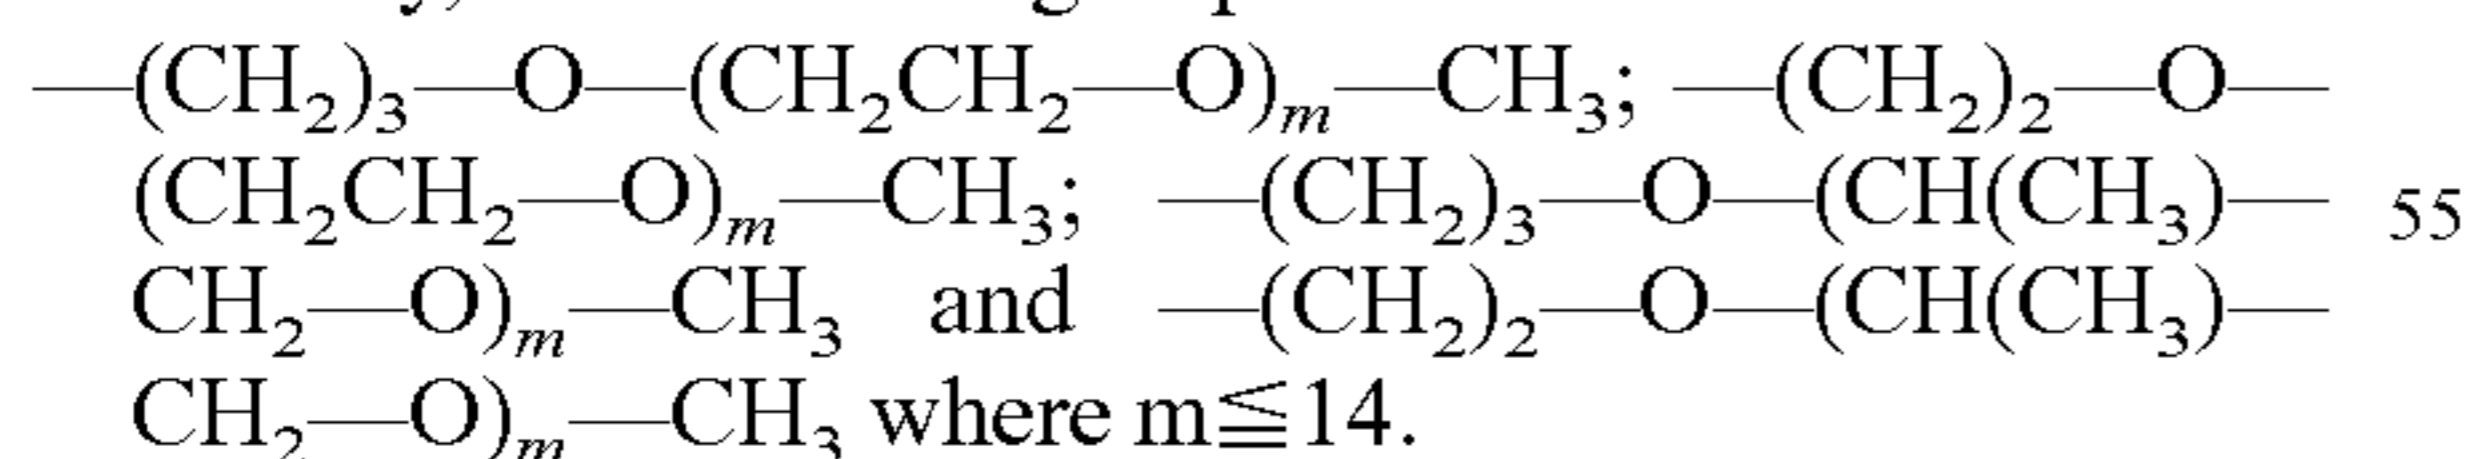 —(CH₂)₃—O—(CH₂CH₂—O)ₘ—CH₃; —(CH₂)₂—O—
(CH₂CH₂—O)ₘ—CH₃; —(CH₂)₃—O—(CH(CH₃)— 55
CH₂—O)ₘ—CH₃ and —(CH₂)₂—O—(CH(CH₃)—
CH₂—O)ₘ—CH₃ where m≦14.